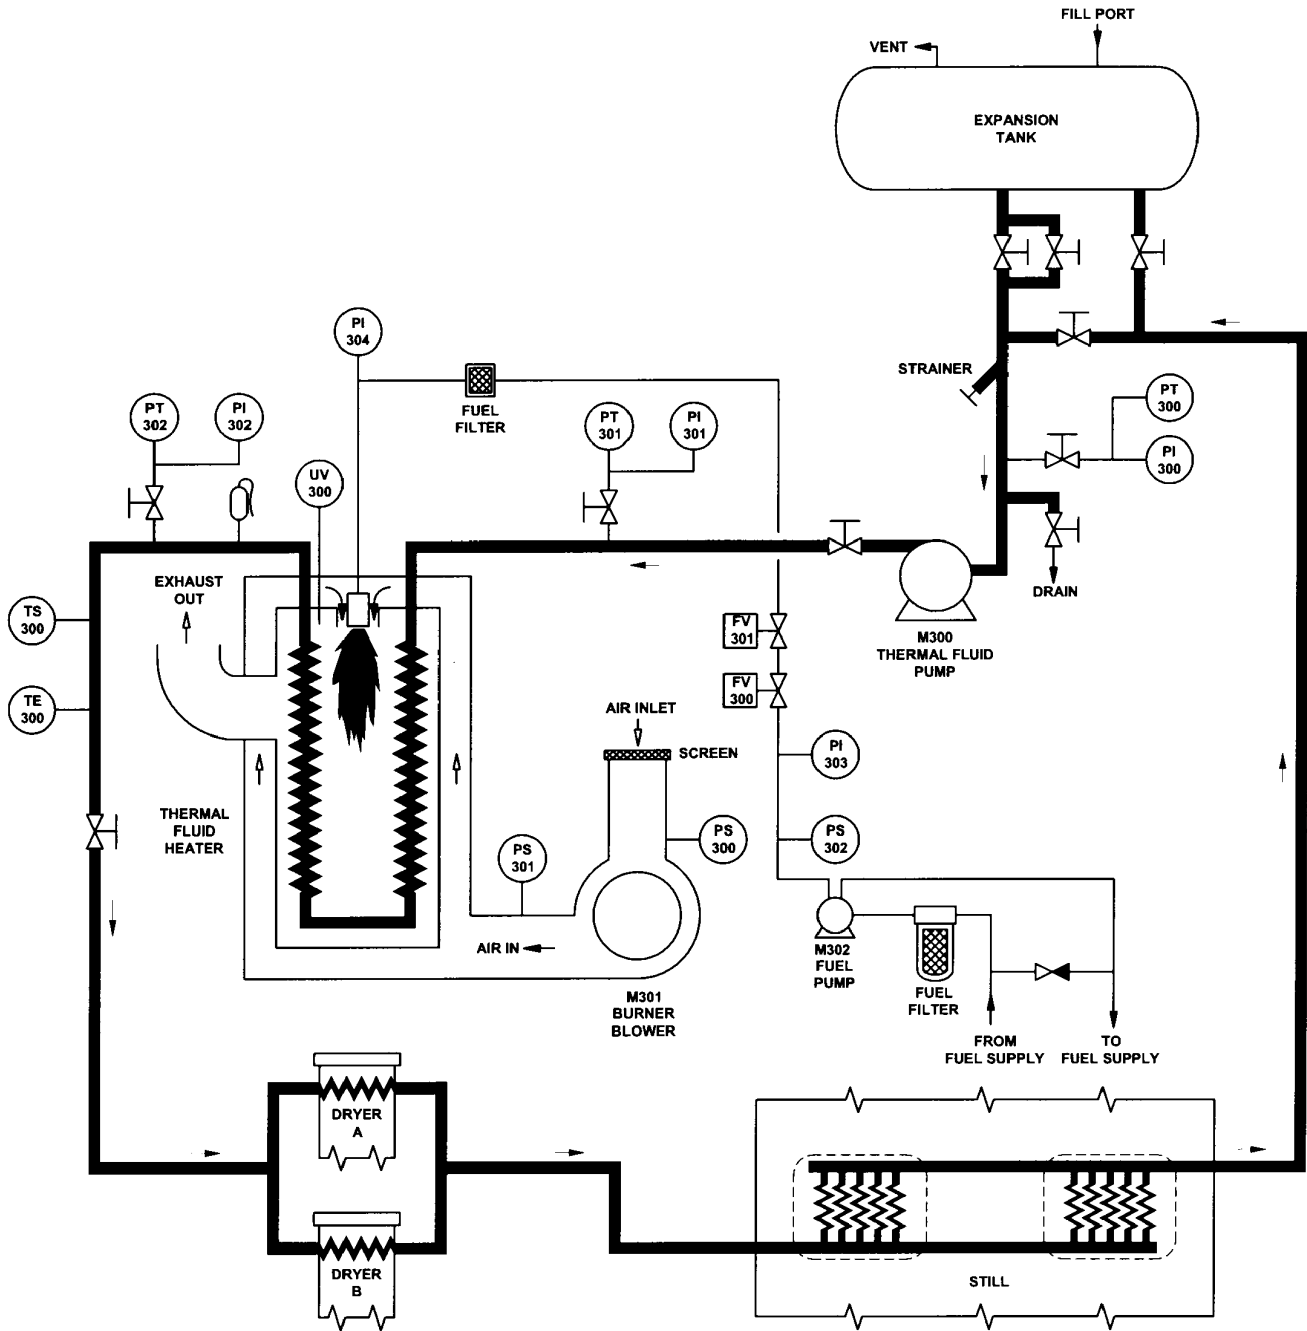 FILL PORT
VENT
EXPANSION
TANK
PI
304
STRAINER
PT
300
PI
300
FUEL
FILTER
PT
302
PI
302
PT
301
PI
301
UV
300
EXHAUST
OUT
DRAIN
TS
300
FV
301
M300
THERMAL FLUID
PUMP
TE
300
FV
300
AIR INLET
SCREEN
PI
303
THERMAL
FLUID
HEATER
PS
301
PS
300
PS
302
AIR IN
M302
FUEL
PUMP
FUEL
FILTER
M301
BURNER
BLOWER
FROM
FUEL SUPPLY
TO
FUEL SUPPLY
DRYER
A
DRYER
B
STILL